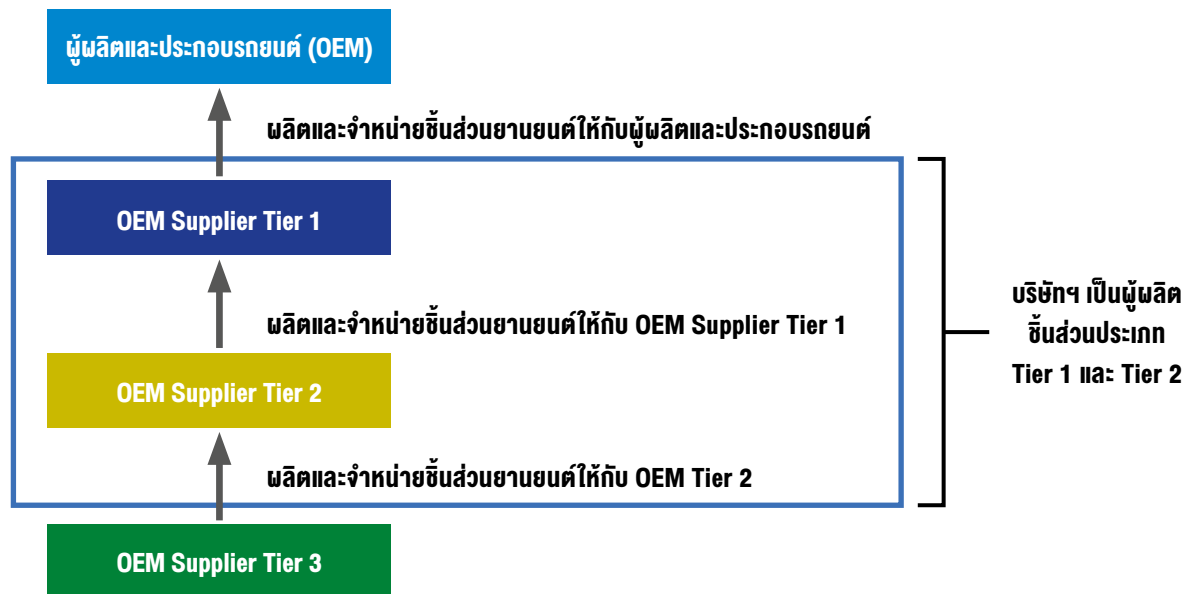 ผู้ผลิตและประกอบรถยนต์ (OEM)
ผลิตและจำหน่ายชิ้นส่วนยานยนต์ให้กับผู้ผลิตและประกอบรถยนต์
OEM Supplier Tier 1
ผลิตและจำหน่ายชิ้นส่วนยานยนต์ให้กับ OEM Supplier Tier 1
OEM Supplier Tier 2
ผลิตและจำหน่ายชิ้นส่วนยานยนต์ให้กับ OEM Tier 2
OEM Supplier Tier 3
บริษัทฯ เป็นผู้ผลิต
ชิ้นส่วนประเภท
Tier 1 และ Tier 2